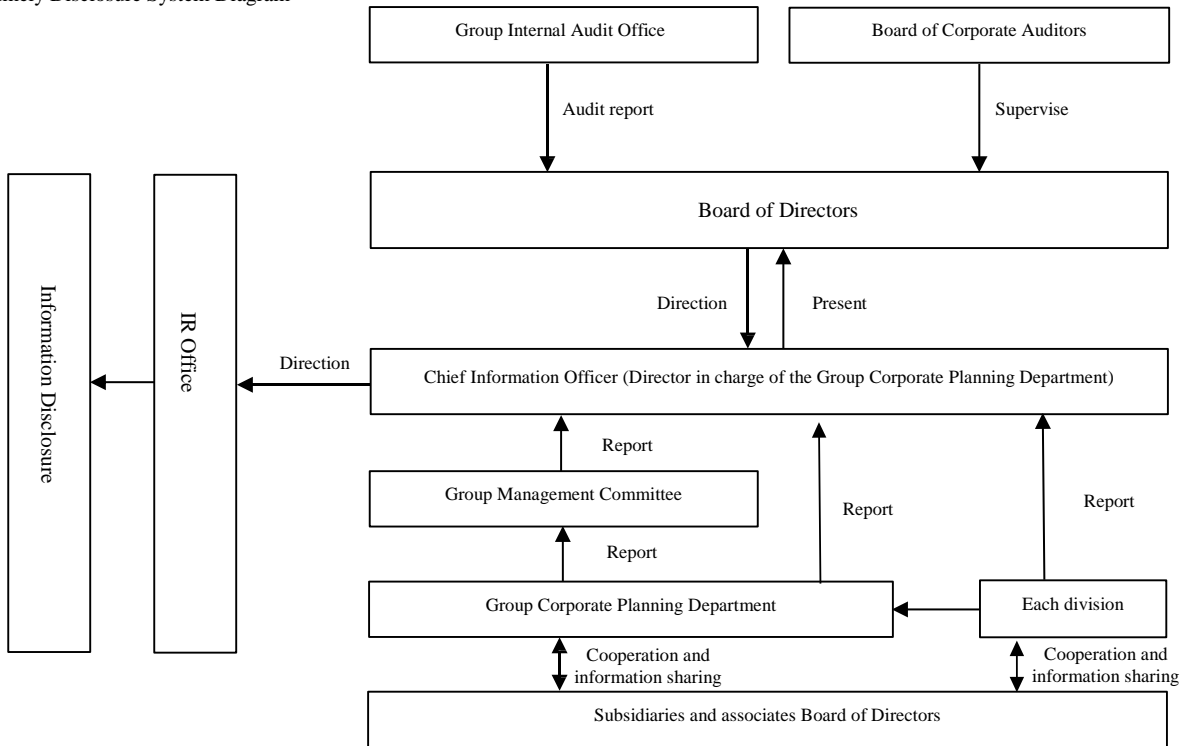 Disclosure System Diagram
Group Internal Audit Office
Board of Corporate Auditors
Audit report
Supervise
Board of Directors
Direction
Present
Information Disclosure
IR Office
Direction
Chief Information Officer (Director in charge of the Group Corporate Planning Department)
Report
Group Management Committee
Report
Report
Report
Group Corporate Planning Department
Each division
Cooperation and
information sharing
Cooperation and
information sharing
Subsidiaries and associates Board of Directors